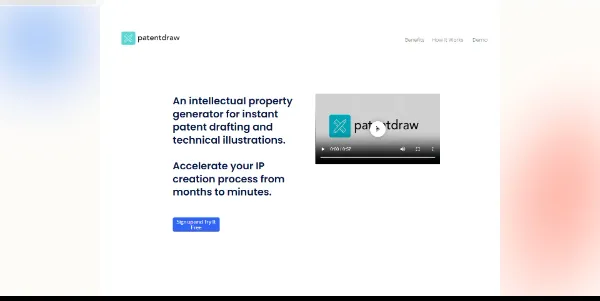 patentdraw
Benefits How it Works Demo
An intellectual property
generator for instant
patent drafting and
technical illustrations.
Accelerate your IP
creation process from
months to minutes.
patentdraw
0:00 / 0:57
Sign up and Try It
Free